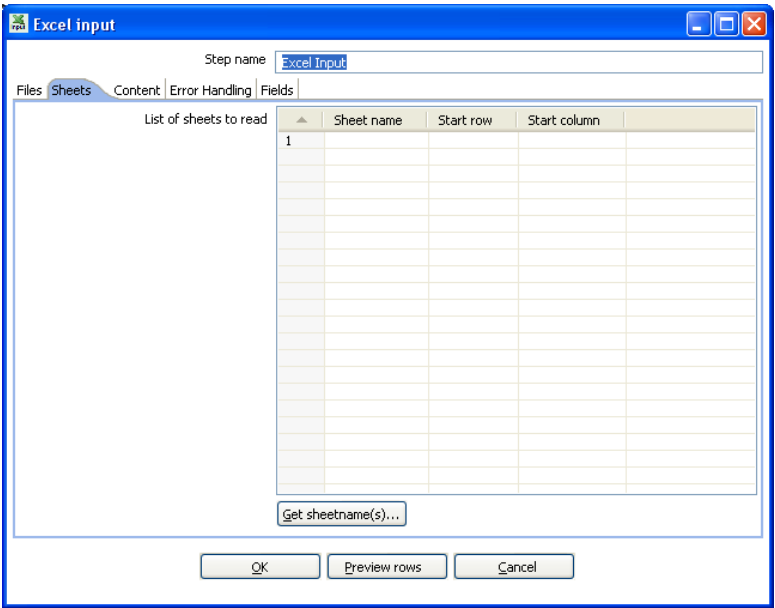 Excel input
Step name Excel Input
Files Sheets Content Error Handling Fields
List of sheets to read Sheet name Start row Start column
1
Get sheetname(s)...
OK Preview rows Cancel